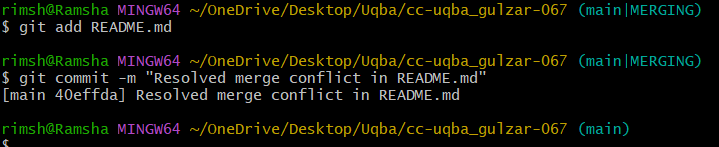 rimsh@Ramsha MINGW64 ~/OneDrive/Desktop/Uqba/cc-uqba_gulzar-067 (main|MERGING)
$ git add README.md
rimsh@Ramsha MINGW64 ~/OneDrive/Desktop/Uqba/cc-uqba_gulzar-067 (main|MERGING)
$ git commit -m "Resolved merge conflict in README.md"
[main 40effda] Resolved merge conflict in README.md
rimsh@Ramsha MINGW64 ~/OneDrive/Desktop/Uqba/cc-uqba_gulzar-067 (main)
$